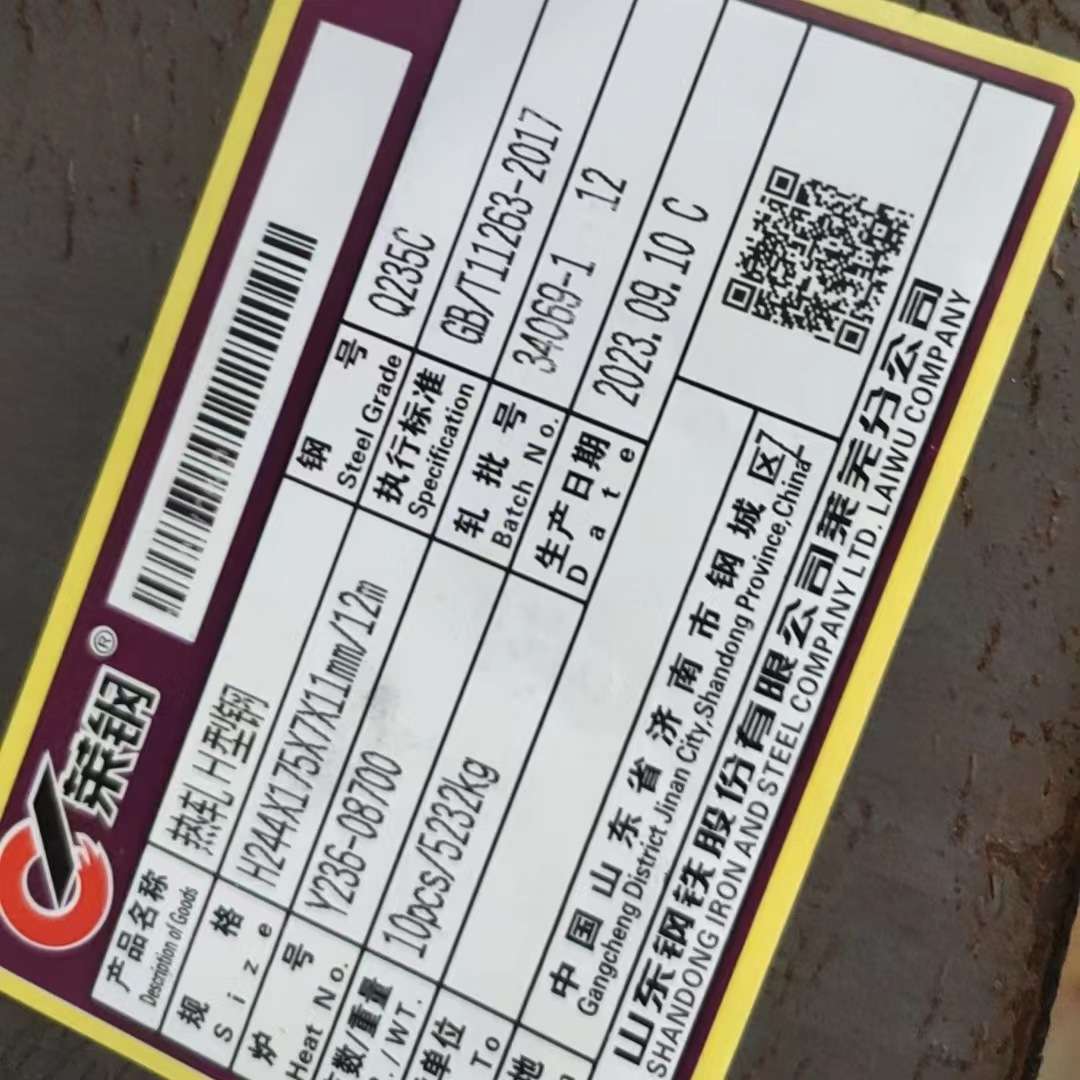 莱钢®
产品名称 热轧H型钢
Description of Goods
规格 H244X175X7X11mm/12m
Size
钢号 Q235C
Steel Grade
炉号 Y236-08700
Heat No.
执行标准 GB/T11263-2017
Specification
数/重量 10pcs/5232kg
./WT.
轧批号 34069-1 12
Batch No.
单位
To
生产日期 2023.09.10 C
Date
地
中国山东省济南市钢城区
Gangcheng District Jinan City,Shandong Province,China
山东钢铁股份有限公司莱芜分公司
SHANDONG IRON AND STEEL COMPANY LTD. LAIWU COMPANY